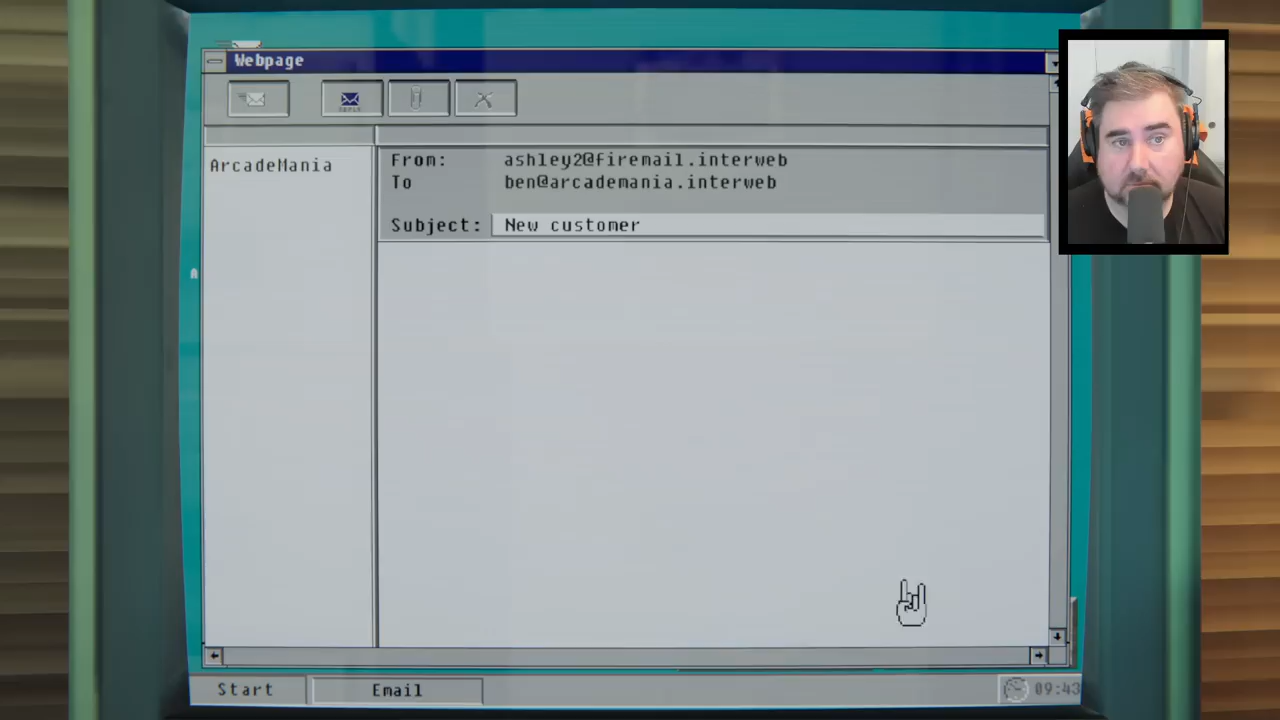 Webpage
ArcadeMania
From: ashley2@firemail.interweb
To ben@arcademania.interweb
Subject: New customer
Start Email 09:43